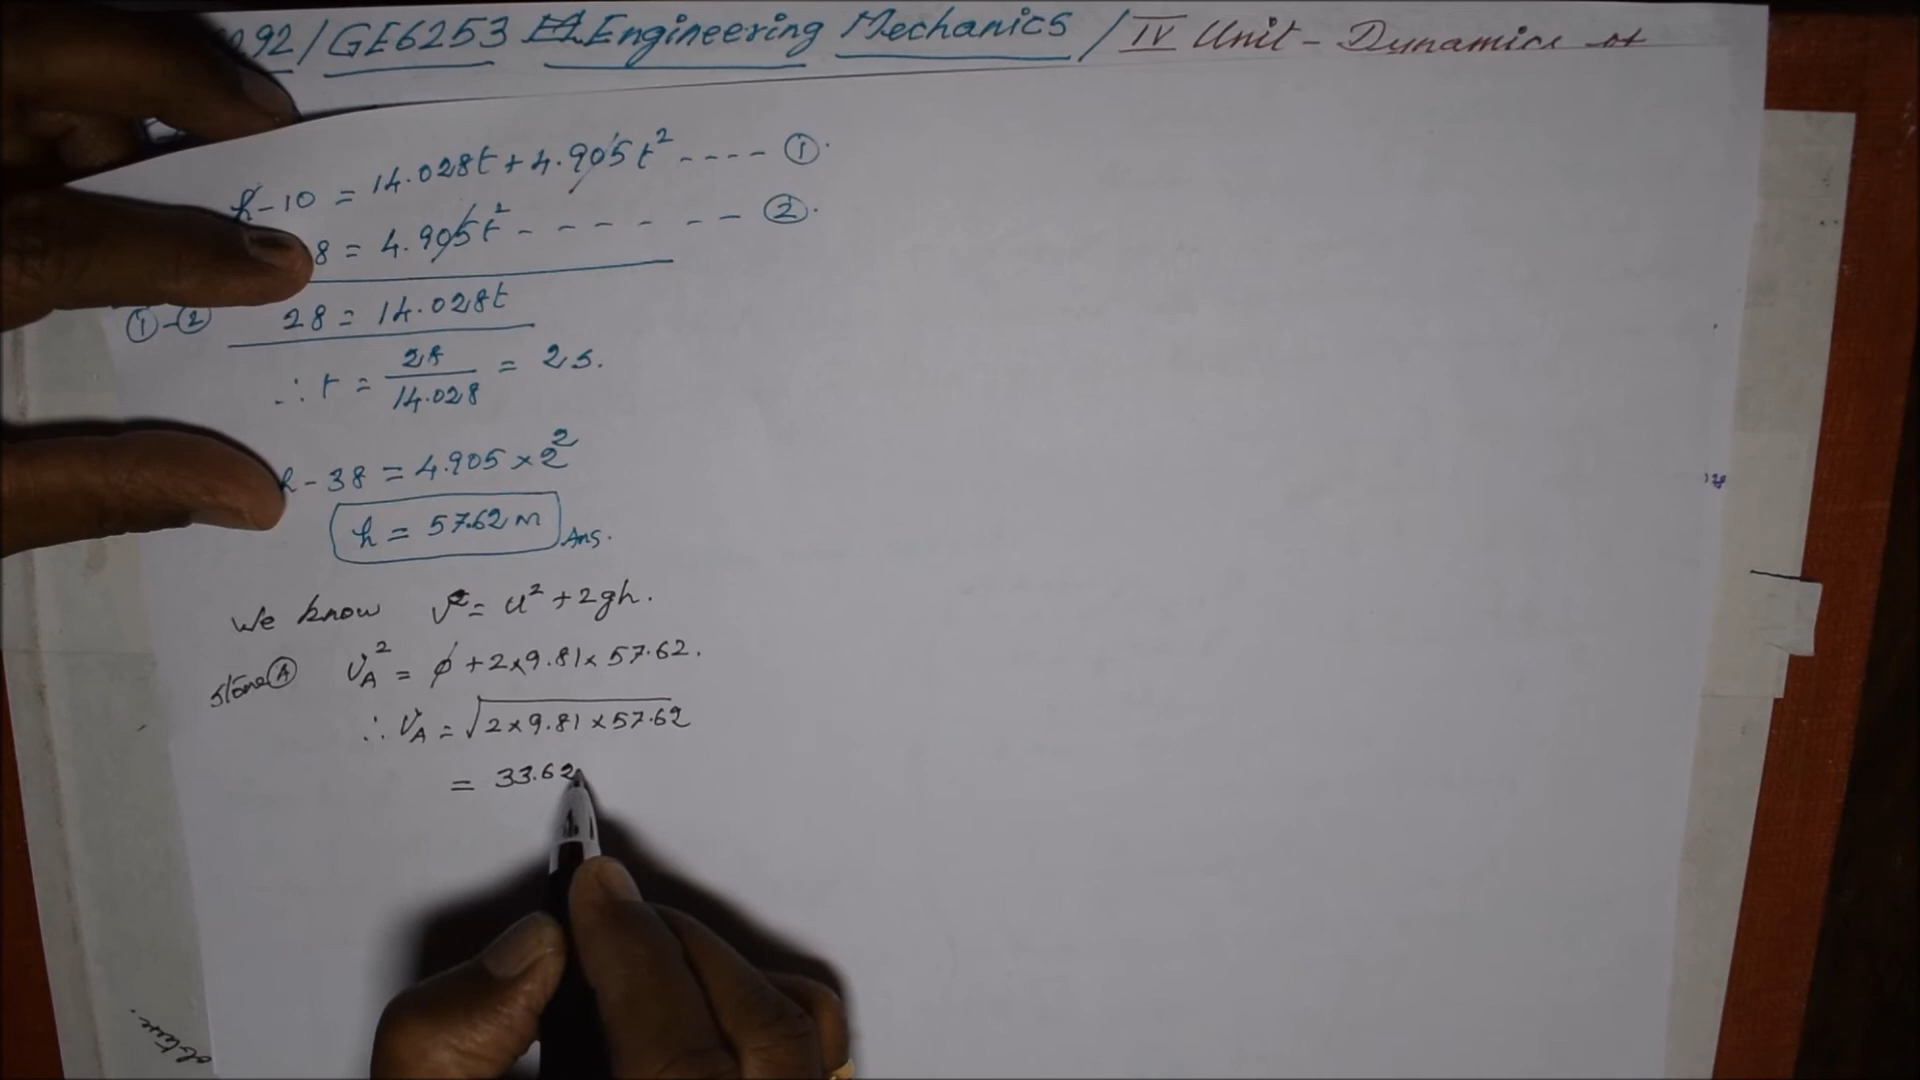 092/GE6253 Engineering Mechanics / IV Unit - Dynamics of
h-10 = 14.028t + 4.905t² ---- ①.
8 = 4.905t² - - - - - - - ②.
①-② 28 = 14.028t
∴ t = 28/14.028 = 2s.
h - 38 = 4.905 × 2²
h = 57.62m Ans.
We know v² = u² + 2gh.
stone Ⓐ V_A² = 0 + 2×9.81× 57.62.
∴ V_A = √2×9.81×57.62
= 33.62